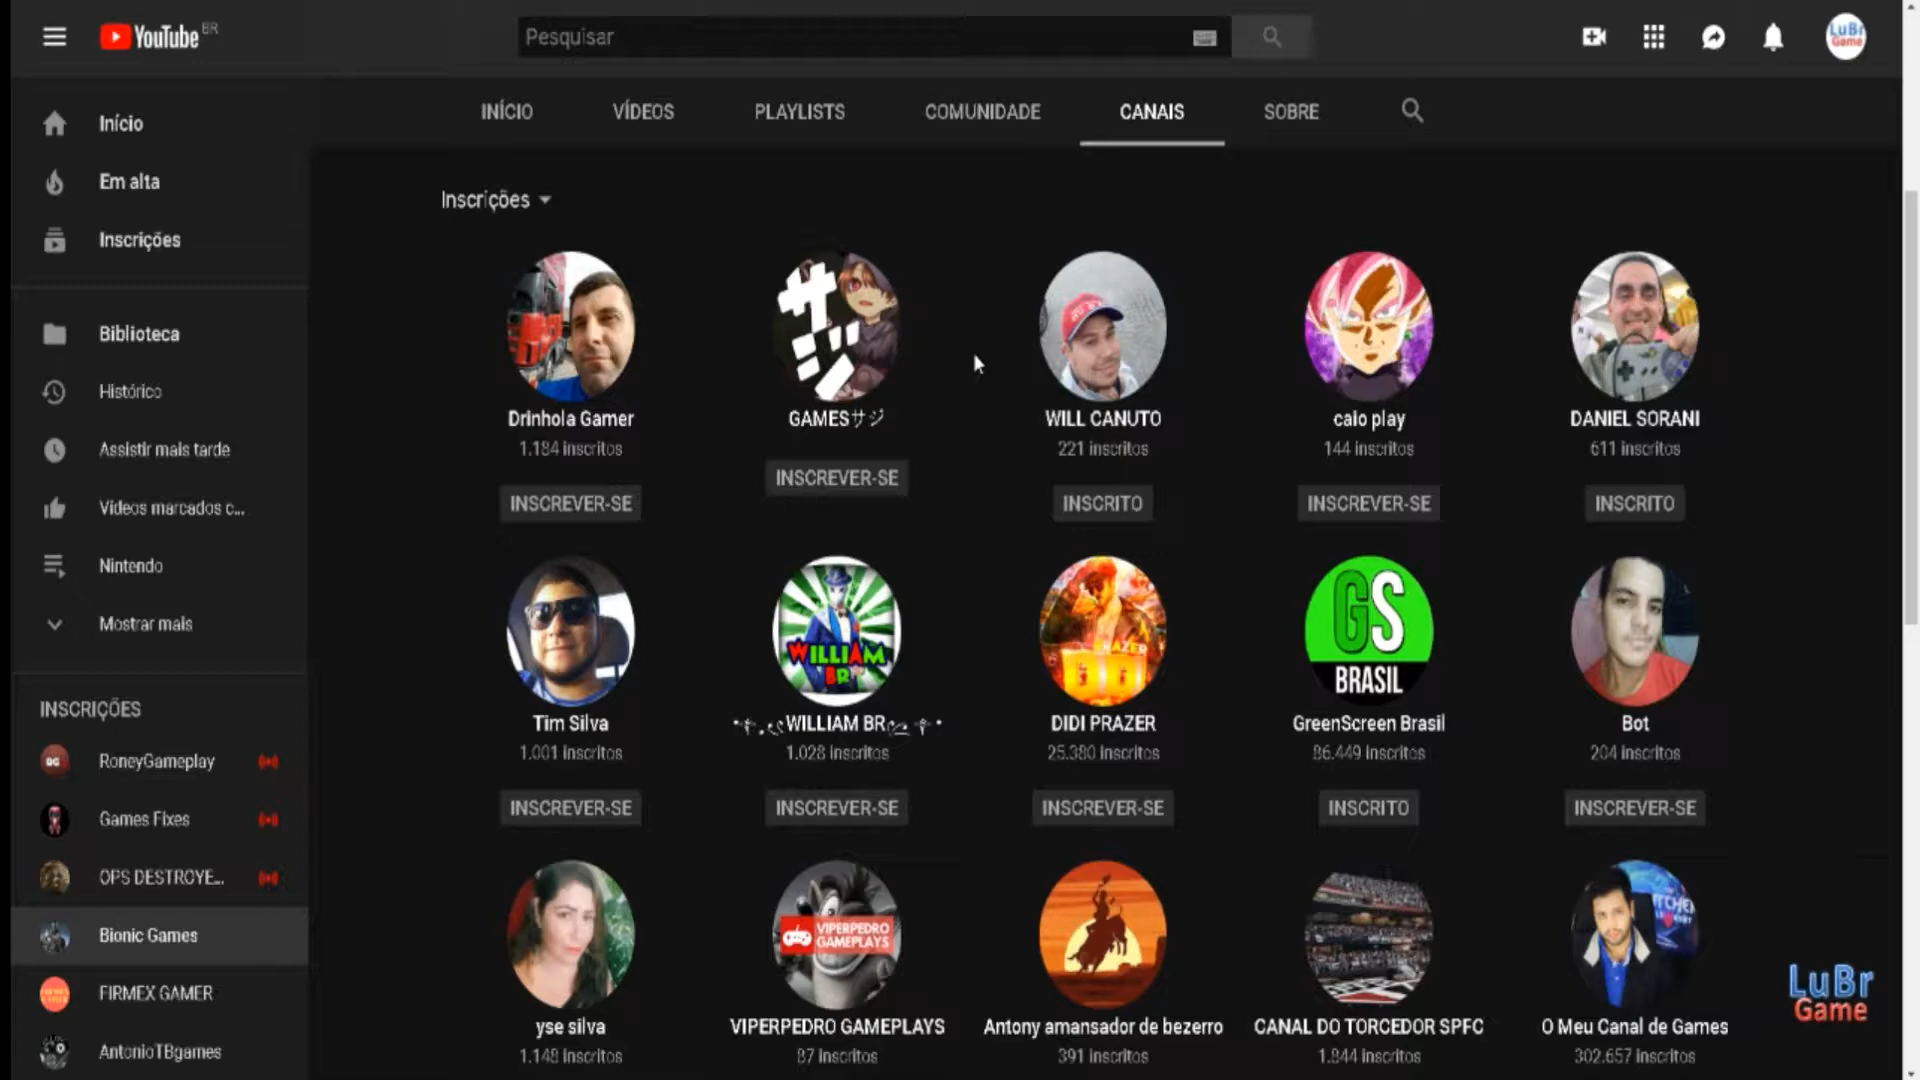 YouTube BR
Pesquisar
LuBr
Game
INÍCIO VÍDEOS PLAYLISTS COMUNIDADE CANAIS SOBRE
Início
Em alta
Inscrições
Biblioteca
Histórico
Assistir mais tarde
Vídeos marcados c...
Nintendo
Mostrar mais
INSCRIÇÕES
RoneyGameplay
Games Fixes
OPS DESTROYE...
Bionic Games
FIRMEX GAMER
AntonioTBgames
Inscrições
サジ
Drinhola Gamer GAMESサジ WILL CANUTO caio play DANIEL SORANI
1.184 inscritos 221 inscritos 144 inscritos 611 inscritos
INSCREVER-SE INSCREVER-SE INSCRITO INSCREVER-SE INSCRITO
WILLIAM
BR
RAZER
GS
BRASIL
Tim Silva WILLIAM BR DIDI PRAZER GreenScreen Brasil Bot
1.001 inscritos 1.028 inscritos 25.380 inscritos 86.449 inscritos 204 inscritos
INSCREVER-SE INSCREVER-SE INSCREVER-SE INSCRITO INSCREVER-SE
VIPERPEDRO
GAMEPLAYS
yse silva VIPERPEDRO GAMEPLAYS Antony amansador de bezerro CANAL DO TORCEDOR SPFC O Meu Canal de Games
1.148 inscritos 87 inscritos 391 inscritos 1.844 inscritos 302.657 inscritos
LuBr
Game